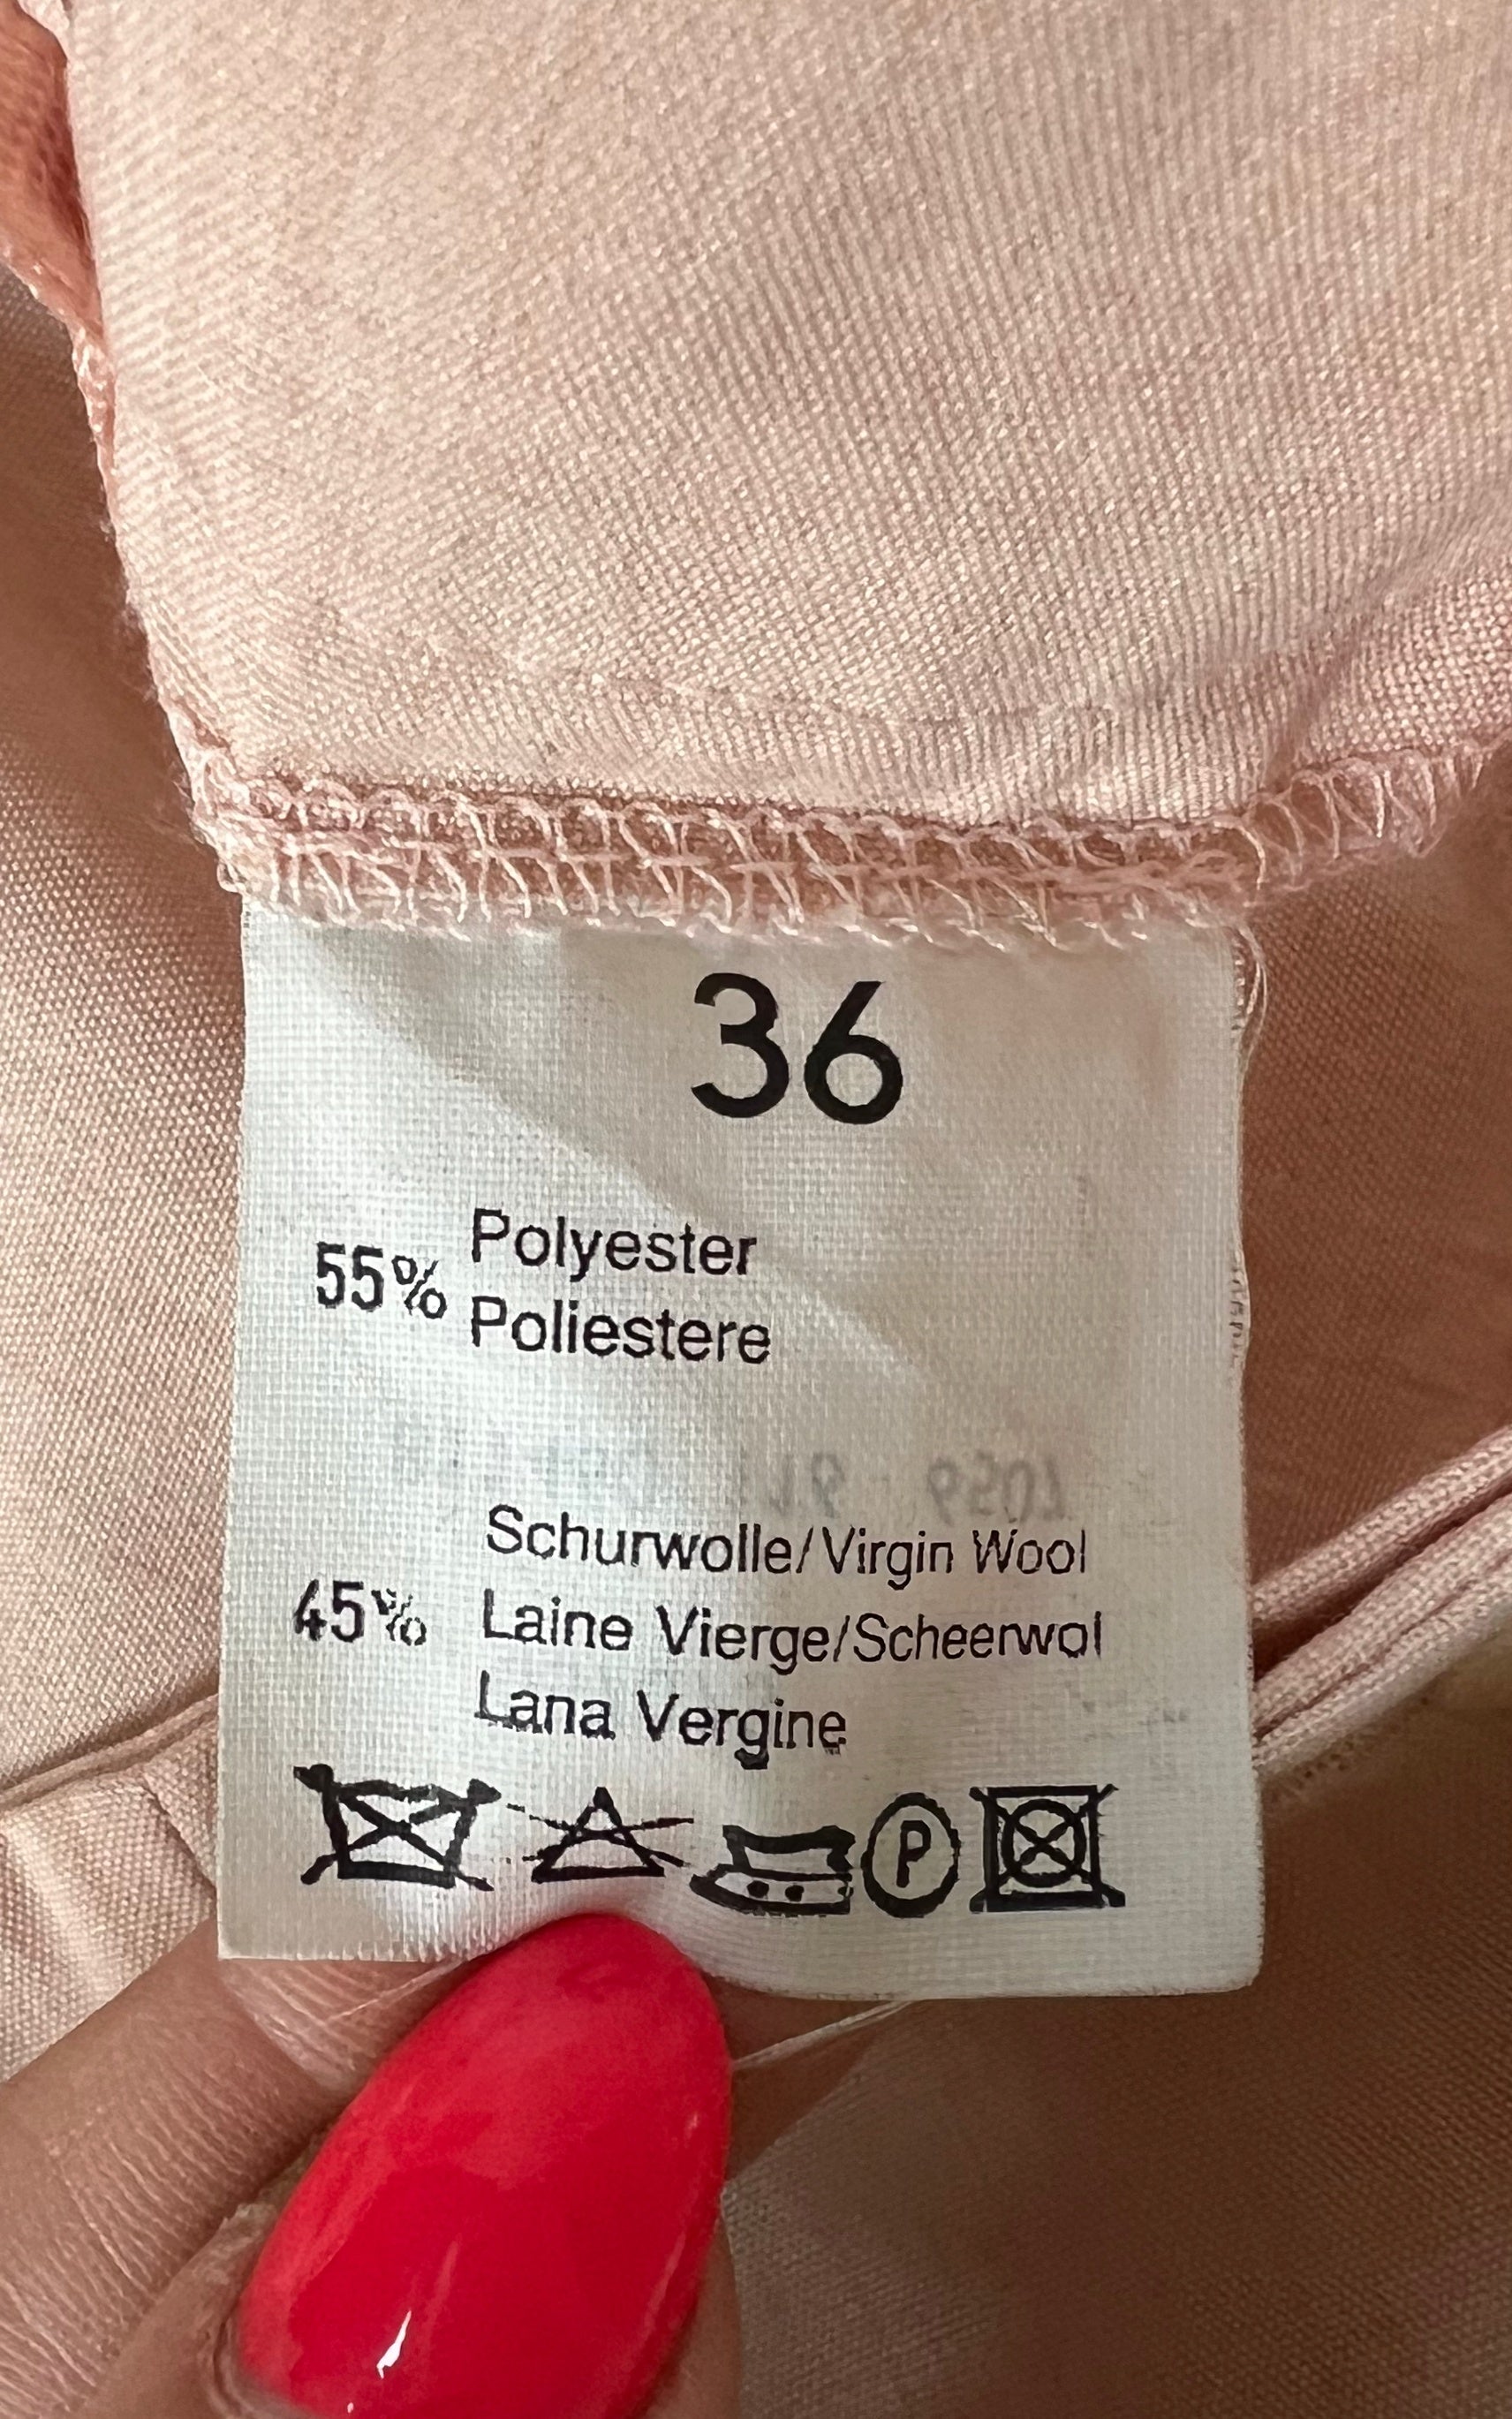 36
55% Polyester
Poliestere
Schurwolle/Virgin Wool
45% Laine Vierge/Scheerwol
Lana Vergine
P